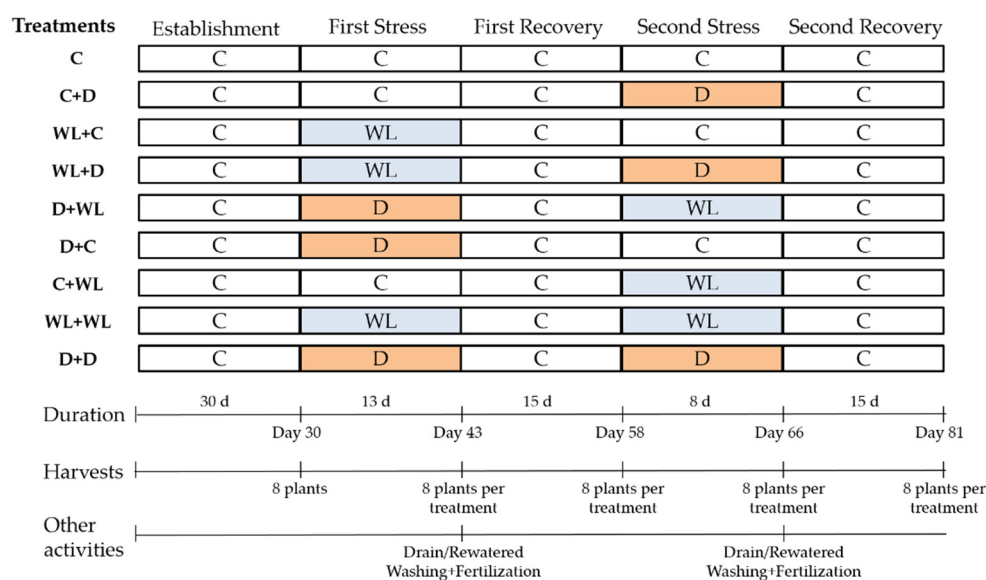 Treatments Establishment First Stress First Recovery Second Stress Second Recovery
C C C C C C
C+D C C C D C
WL+C C WL C C C
WL+D C WL C D C
D+WL C D C WL C
D+C C D C C C
C+WL C C C WL C
WL+WL C WL C WL C
D+D C D C D C
Duration 30 d 13 d 15 d 8 d 15 d
Day 30 Day 43 Day 58 Day 66 Day 81
Harvests
8 plants 8 plants per 8 plants per 8 plants per 8 plants per
treatment treatment treatment treatment
Other
activities
Drain/Rewatered Drain/Rewatered
Washing+Fertilization Washing+Fertilization